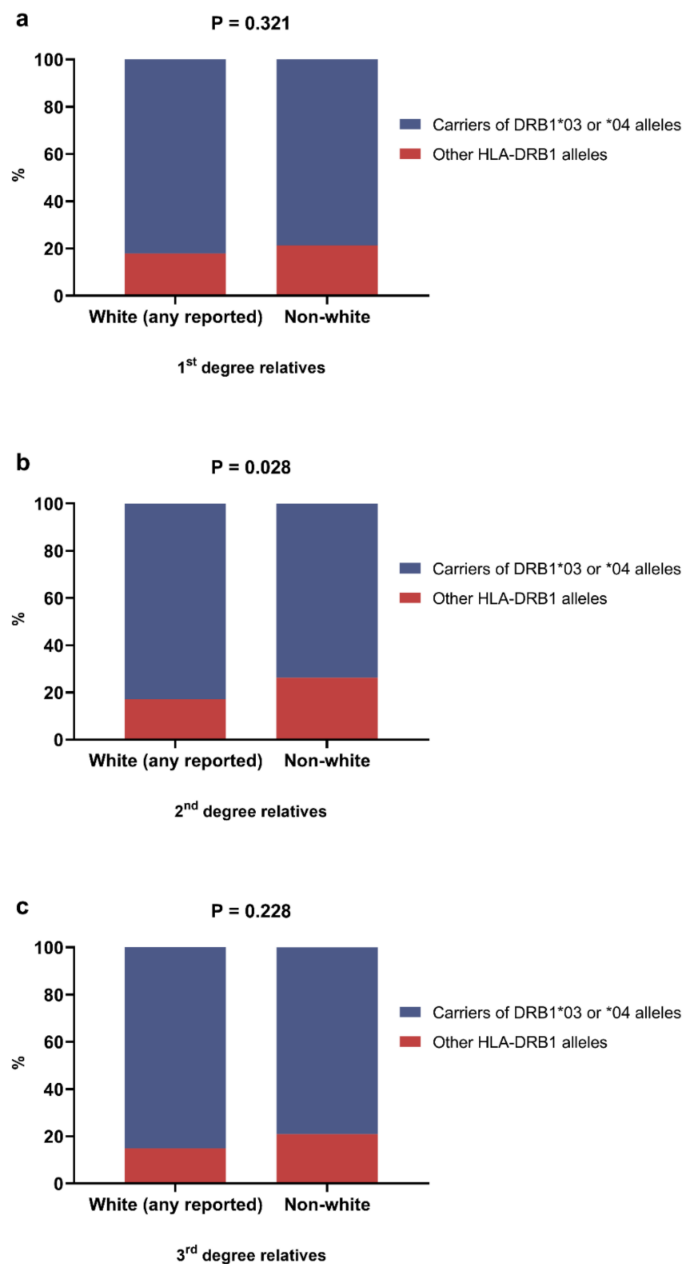 a
P = 0.321
100
80
60
40
20
0
%
Carriers of DRB1*03 or *04 alleles
Other HLA-DRB1 alleles
White (any reported) Non-white
1st degree relatives
b
P = 0.028
100
80
60
40
20
0
%
Carriers of DRB1*03 or *04 alleles
Other HLA-DRB1 alleles
White (any reported) Non-white
2nd degree relatives
c
P = 0.228
100
80
60
40
20
0
%
Carriers of DRB1*03 or *04 alleles
Other HLA-DRB1 alleles
White (any reported) Non-white
3rd degree relatives